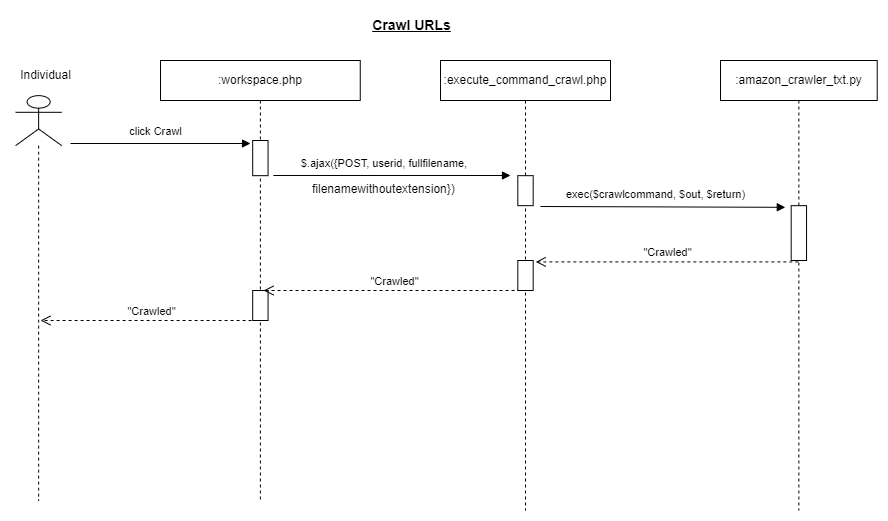 Crawl URLs
Individual
:workspace.php
:execute_command_crawl.php
:amazon_crawler_txt.py
click Crawl
$.ajax({POST, userid, fullfilename,
filenamewithoutextension})
exec($crawlcommand, $out, $return)
"Crawled"
"Crawled"
"Crawled"